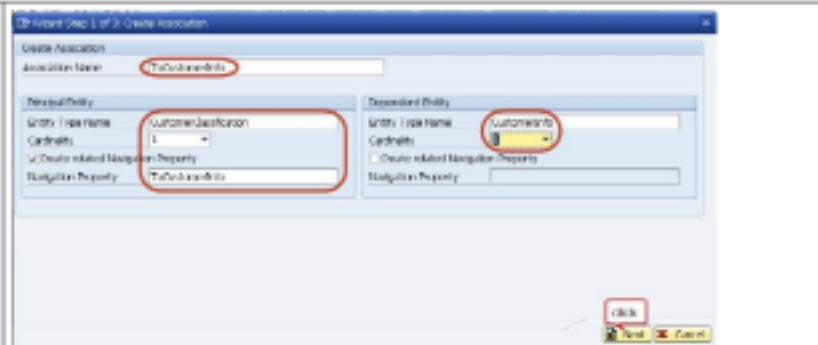 Wizard Step 1 of 3: Create Association
Create Association
Association Name ToCustomerInfo
Principal Entity
Entity Type Name CustomerClassification
Cardinality 1
Create related Navigation Property
Navigation Property ToCustomerInfo
Dependent Entity
Entity Type Name CustomerInfo
Cardinality
Create related Navigation Property
Navigation Property
click
Next Cancel